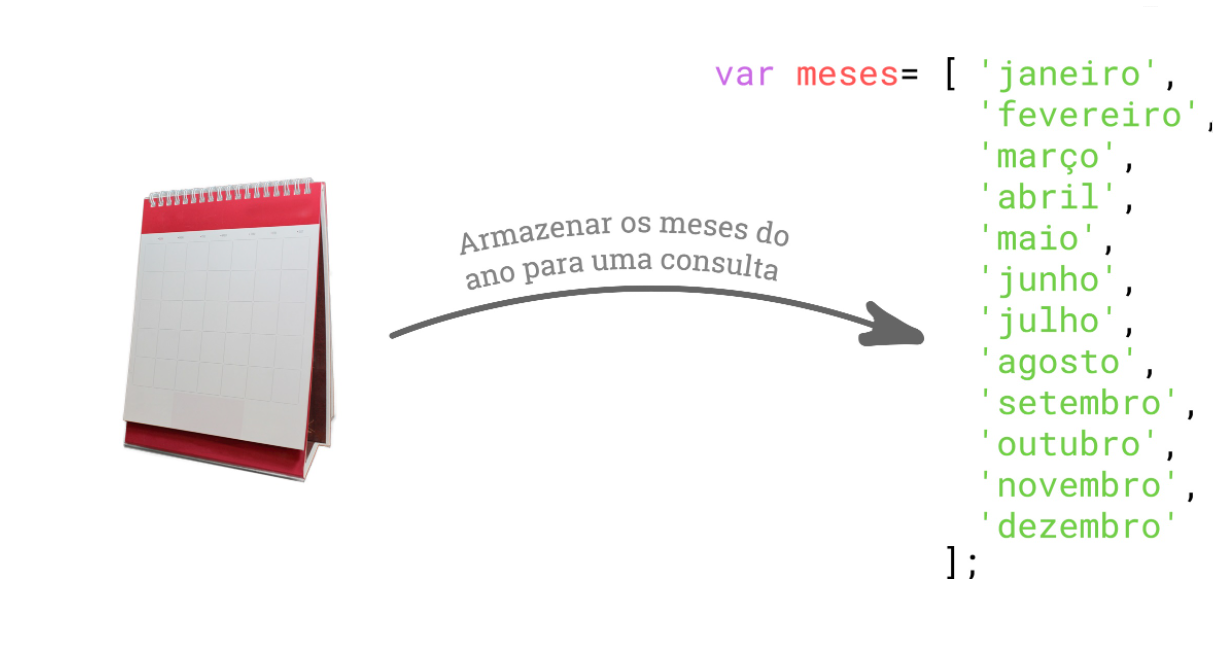 var meses= [ 'janeiro',
'fevereiro',
'março',
'abril',
'maio',
'junho',
'julho',
'agosto',
'setembro',
'outubro',
'novembro',
'dezembro'
];
Armazenar os meses do
ano para uma consulta